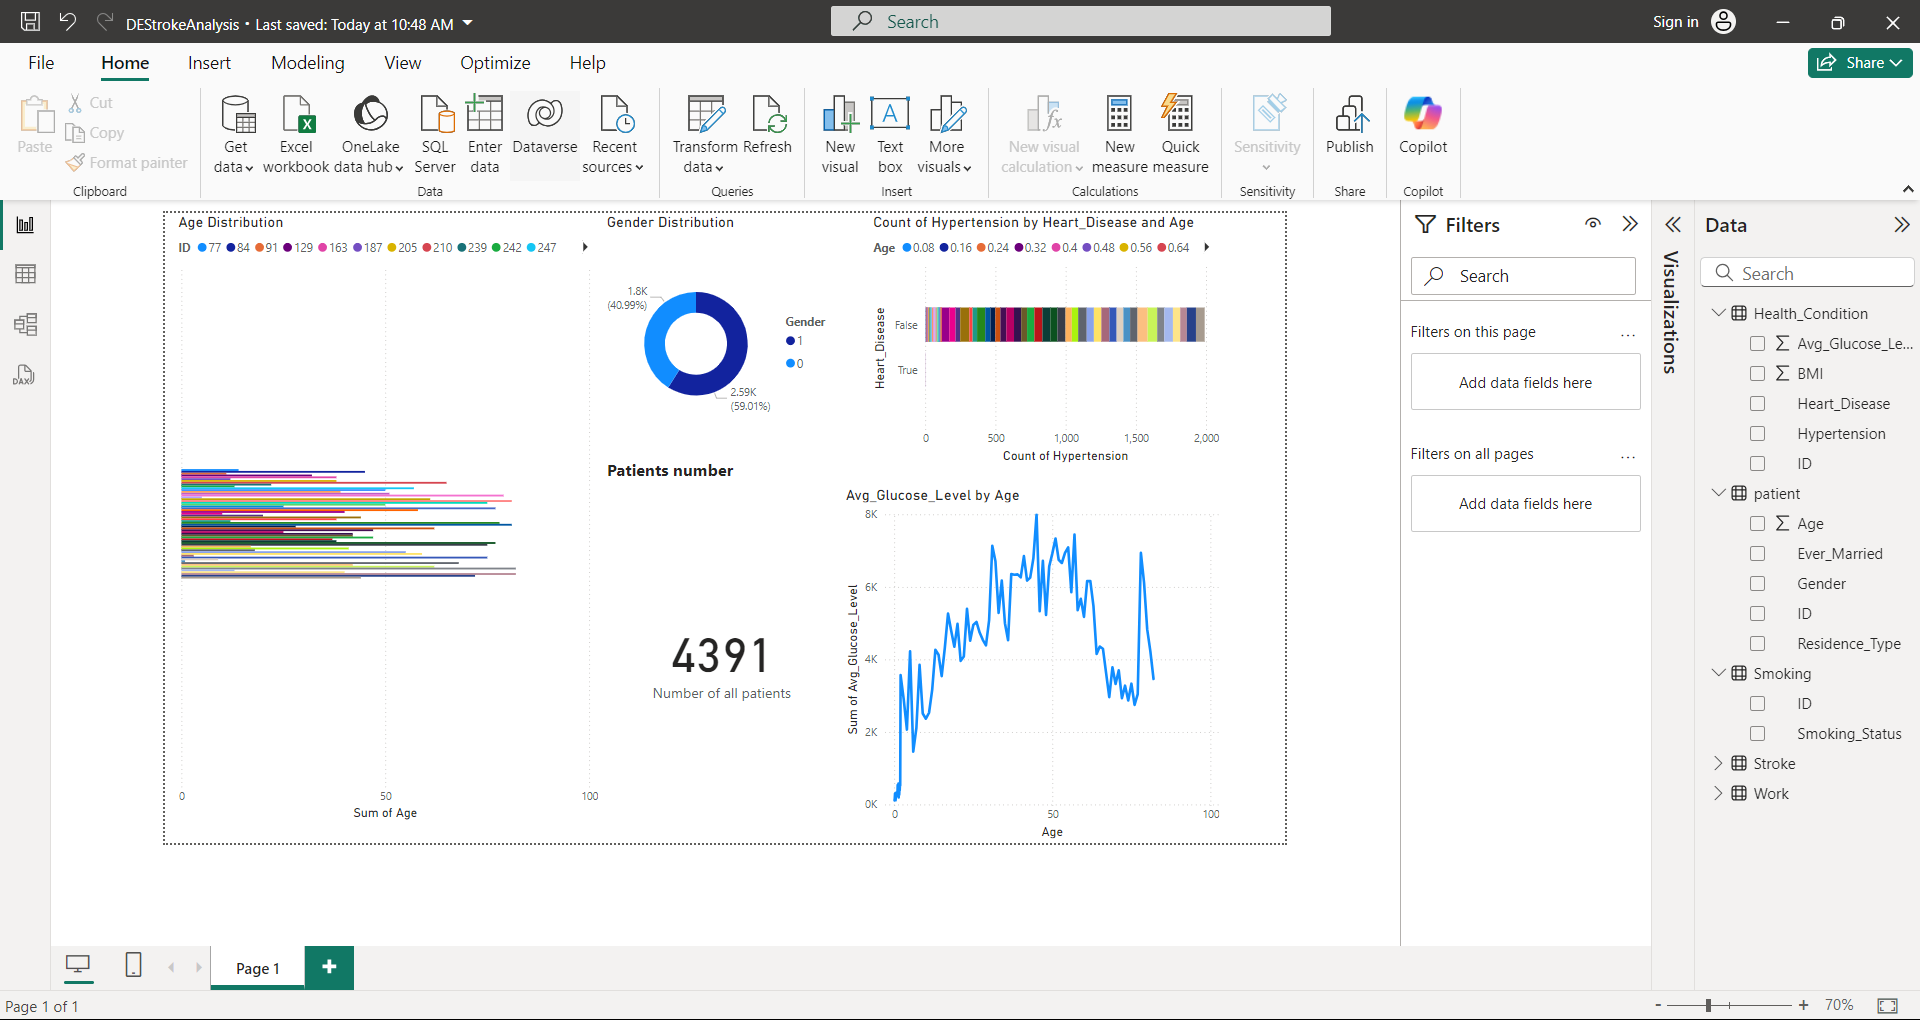 DEStrokeAnalysis • Last saved: Today at 10:48 AM
Search
Sign in
File Home Insert Modeling View Optimize Help
Share
Paste
Cut
Copy
Format painter
Clipboard
Get data
Excel workbook
OneLake data hub
SQL Server
Enter data
Dataverse
Recent sources
Data
Transform data
Refresh
Queries
New visual
Text box
More visuals
Insert
New visual calculation
New measure
Quick measure
Calculations
Sensitivity
Sensitivity
Publish
Share
Copilot
Copilot
Age Distribution
ID 77 84 91 129 163 187 205 210 239 242 247
0 50 100
Sum of Age
Gender Distribution
1.8K
(40.99%)
2.59K
(59.01%)
Gender
1
0
Patients number
4391
Number of all patients
Count of Hypertension by Heart_Disease and Age
Age 0.08 0.16 0.24 0.32 0.4 0.48 0.56 0.64
Heart_Disease
False
True
0 500 1,000 1,500 2,000
Count of Hypertension
Avg_Glucose_Level by Age
Sum of Avg_Glucose_Level
8K
6K
4K
2K
0K
0 50 100
Age
Filters
Search
Filters on this page ...
Add data fields here
Filters on all pages ...
Add data fields here
Visualizations
Data
Search
Health_Condition
Avg_Glucose_Le...
BMI
Heart_Disease
Hypertension
ID
patient
Age
Ever_Married
Gender
ID
Residence_Type
Smoking
ID
Smoking_Status
Stroke
Work
Page 1
+
Page 1 of 1
- + 70%
DAX